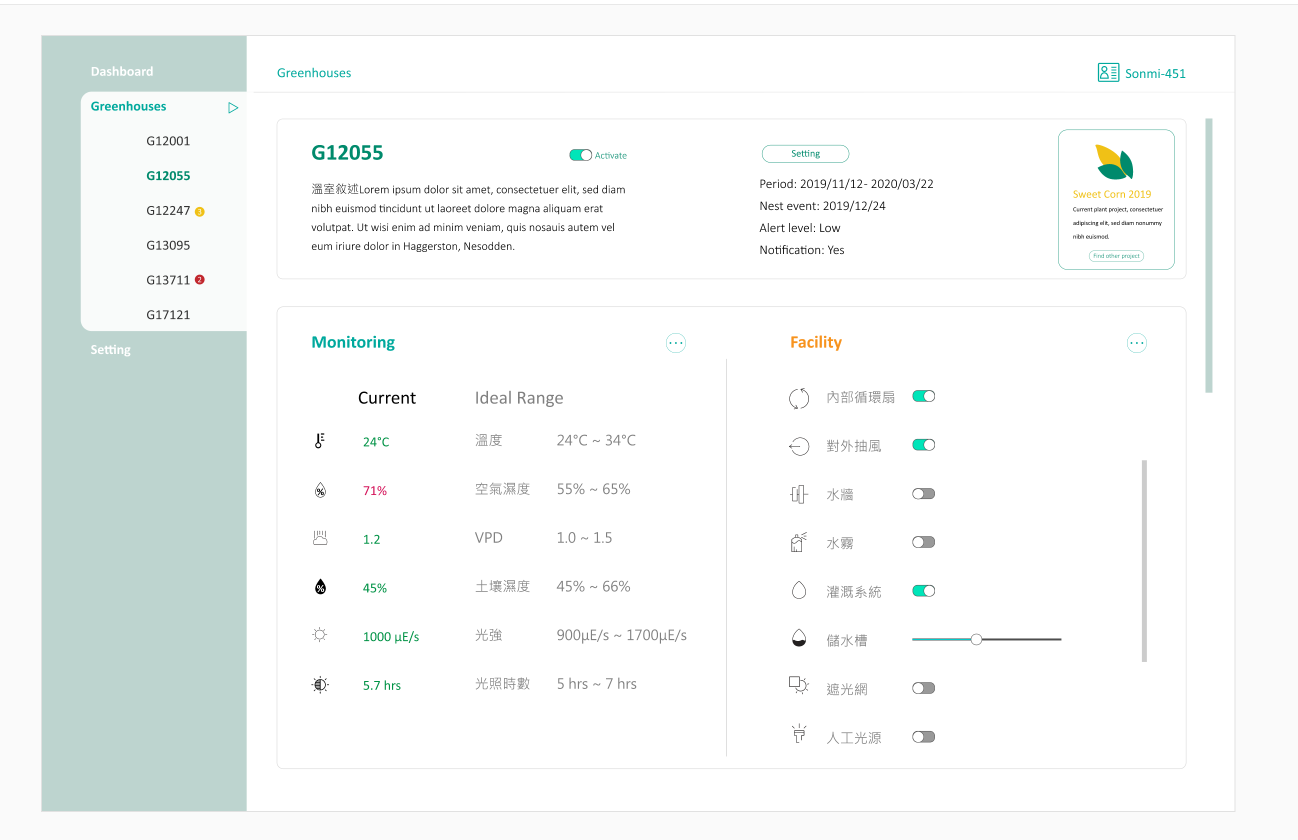 Dashboard
Greenhouses
G12001
G12055
G12247 3
G13095
G13711 2
G17121
Setting
Greenhouses
Sonmi-451
G12055
Activate
溫室敘述Lorem ipsum dolor sit amet, consectetuer elit, sed diam
nibh euismod tincidunt ut laoreet dolore magna aliquam erat
volutpat. Ut wisi enim ad minim veniam, quis nosauis autem vel
eum iriure dolor in Haggerston, Nesodden.
Setting
Period: 2019/11/12- 2020/03/22
Nest event: 2019/12/24
Alert level: Low
Notification: Yes
Sweet Corn 2019
Current plant project, consectetuer
adipiscing elit, sed diam nonummy
nibh euismod.
Find other project
Monitoring
Current Ideal Range
24°C 溫度 24°C ~ 34°C
% 71% 空氣濕度 55% ~ 65%
1.2 VPD 1.0 ~ 1.5
% 45% 土壤濕度 45% ~ 66%
1000 μE/s 光強 900μE/s ~ 1700μE/s
5.7 hrs 光照時數 5 hrs ~ 7 hrs
Facility
內部循環扇
對外抽風
水牆
水霧
灌溉系統
儲水槽
遮光網
人工光源